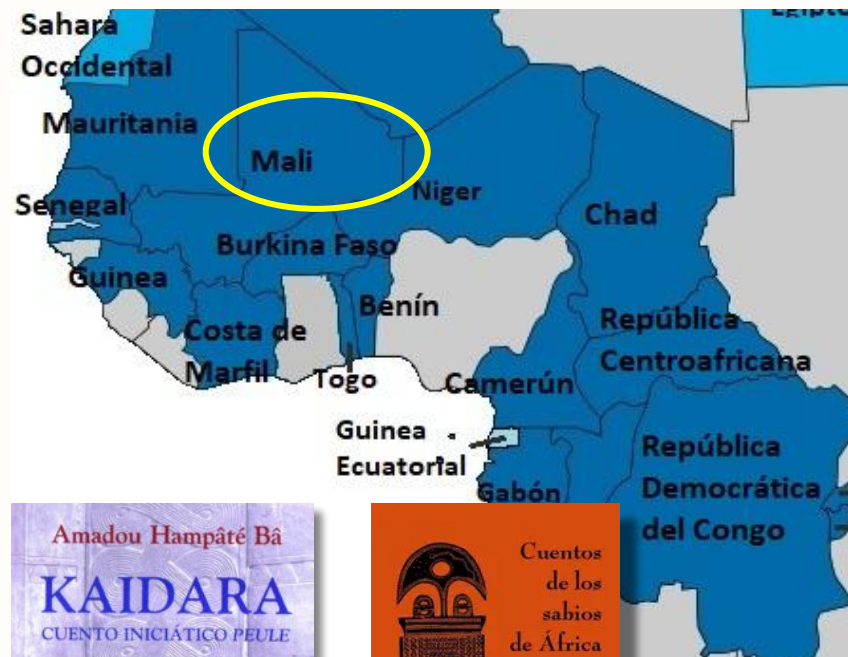 Sahara
Occidental
Mauritania
Mali
Niger
Senegal
Chad
Burkina Faso
Guinea
Benín
Costa de
Marfil
República
Centroafricana
Togo
Camerún
Guinea
Ecuatorial
República
Democrática
del Congo
Gabón
Amadou Hampâté Bâ
KAIDARA
CUENTO INICIÁTICO PEULE
Cuentos
de los
sabios
de África